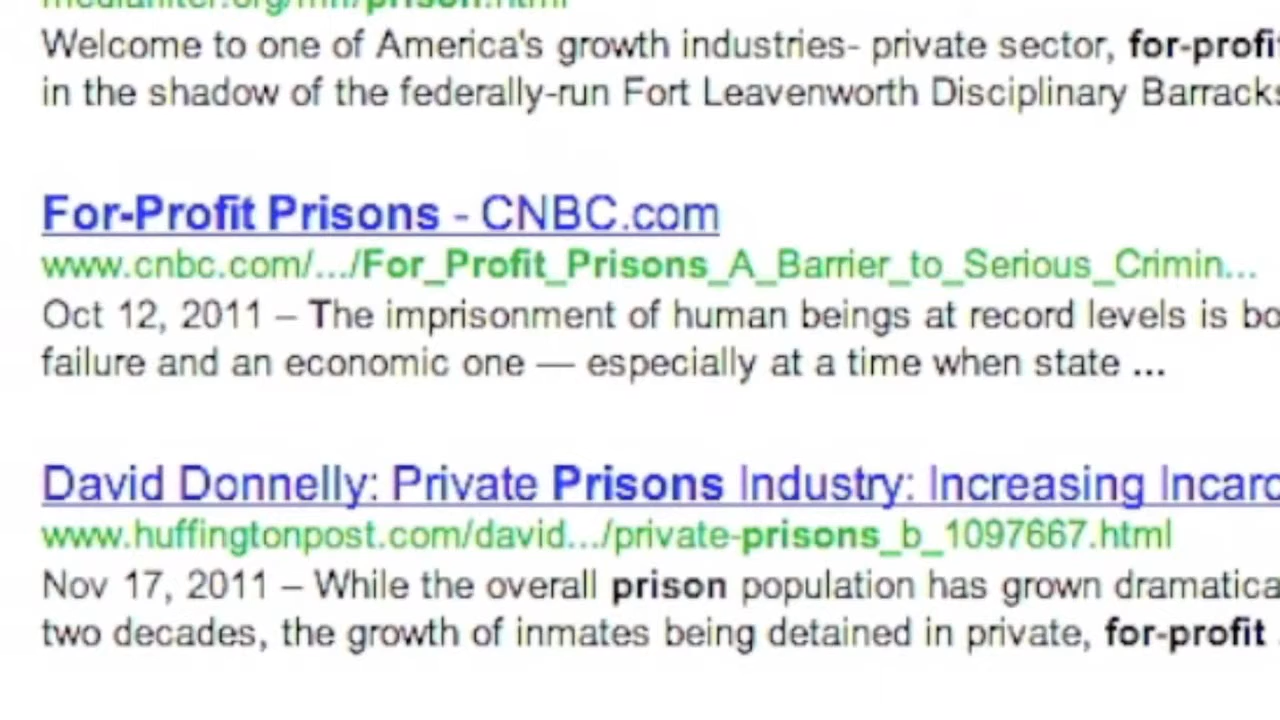 Welcome to one of America's growth industries- private sector, for-profi
in the shadow of the federally-run Fort Leavenworth Disciplinary Barracks
For-Profit Prisons - CNBC.com
www.cnbc.com/.../For_Profit_Prisons_A_Barrier_to_Serious_Crimin...
Oct 12, 2011 – The imprisonment of human beings at record levels is bo
failure and an economic one — especially at a time when state ...
David Donnelly: Private Prisons Industry: Increasing Incarc
www.huffingtonpost.com/david.../private-prisons_b_1097667.html
Nov 17, 2011 – While the overall prison population has grown dramatica
two decades, the growth of inmates being detained in private, for-profit